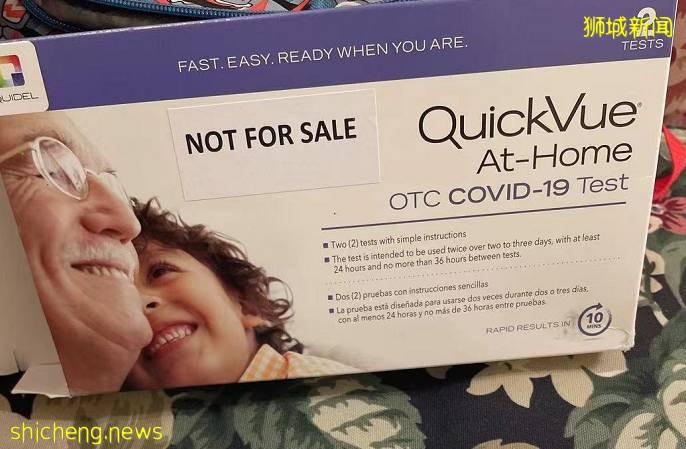 狮城新闻
2
TESTS
FAST. EASY. READY WHEN YOU ARE.
QUIDEL
NOT FOR SALE
QuickVue®
At-Home
OTC COVID-19 Test
■ Two (2) tests with simple instructions
■ The test is intended to be used twice over two to three days, with at least
24 hours and no more than 36 hours between tests.
■ Dos (2) pruebas con instrucciones sencillas
■ La prueba está diseñada para usarse dos veces durante dos o tres días,
con al menos 24 horas y no más de 36 horas entre pruebas.
RAPID RESULTS IN
10
MINS
shicheng.news